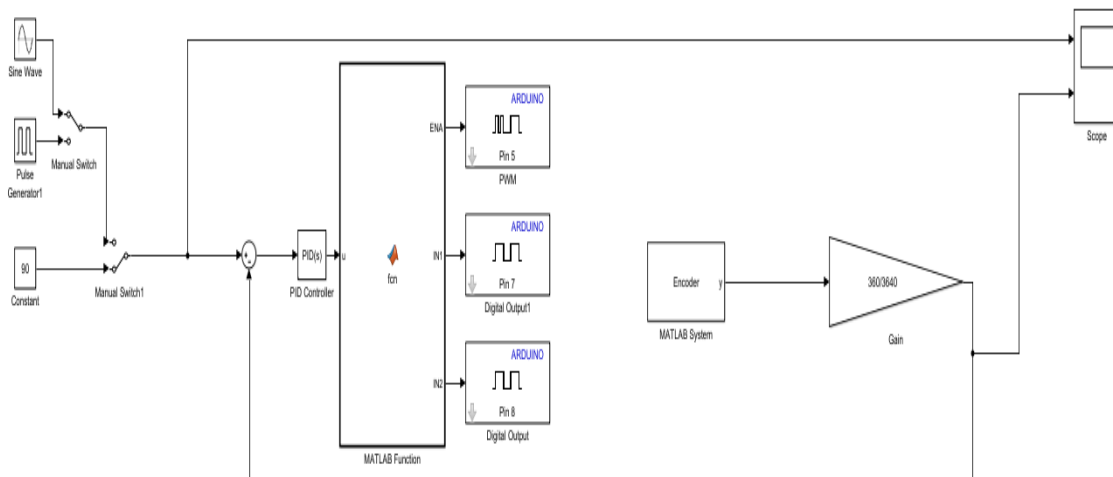 Sine Wave
Pulse
Generator1
Manual Switch
90
Constant
Manual Switch1
PID(s)
PID Controller
u
fcn
ENA
IN1
IN2
MATLAB Function
ARDUINO
Pin 5
PWM
ARDUINO
Pin 7
Digital Output1
ARDUINO
Pin 8
Digital Output
Encoder
y
MATLAB System
360/3640
Gain
Scope